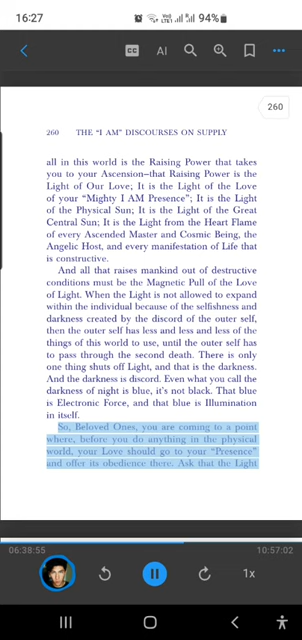 16:27
94%
CC AI
260
260 THE "I AM" DISCOURSES ON SUPPLY
all in this world is the Raising Power that takes
you to your Ascension—that Raising Power is the
Light of Our Love; It is the Light of the Love
of your "Mighty I AM Presence"; It is the Light
of the Physical Sun; It is the Light of the Great
Central Sun; It is the Light from the Heart Flame
of every Ascended Master and Cosmic Being, the
Angelic Host, and every manifestation of Life that
is constructive.
And all that raises mankind out of destructive
conditions must be the Magnetic Pull of the Love
of Light. When the Light is not allowed to expand
within the individual because of the selfishness and
darkness created by the discord of the outer self,
then the outer self has less and less and less of the
things of this world to use, until the outer self has
to pass through the second death. There is only
one thing shuts off Light, and that is the darkness.
And the darkness is discord. Even what you call the
darkness of night is blue, it's not black. That blue
is Electronic Force, and that blue is Illumination
in itself.
So, Beloved Ones, you are coming to a point
where, before you do anything in the physical
world, your Love should go to your "Presence"
and offer its obedience there. Ask that the Light
06:38:55 10:57:02
1x